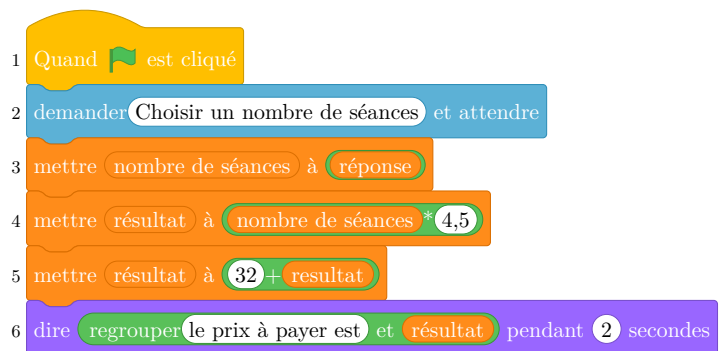 1 Quand est cliqué
2 demander Choisir un nombre de séances et attendre
3 mettre nombre de séances à réponse
4 mettre résultat à nombre de séances * 4,5
5 mettre résultat à 32 + resultat
6 dire regrouper le prix à payer est et résultat pendant 2 secondes